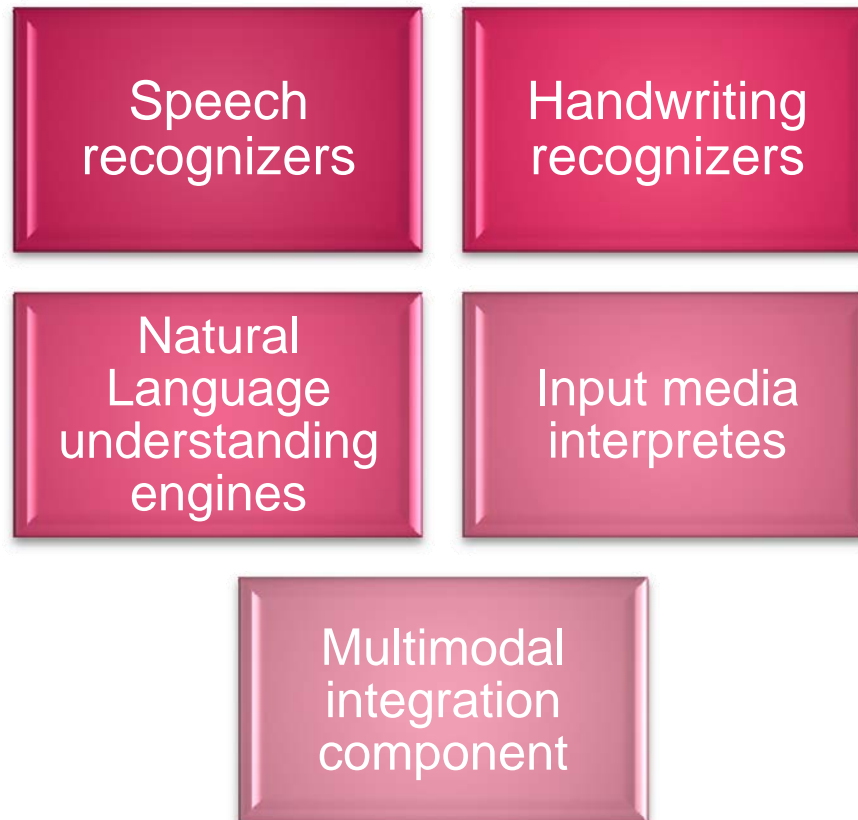 Speech
recognizers
Handwriting
recognizers
Natural
Language
understanding
engines
Input media
interpretes
Multimodal
integration
component